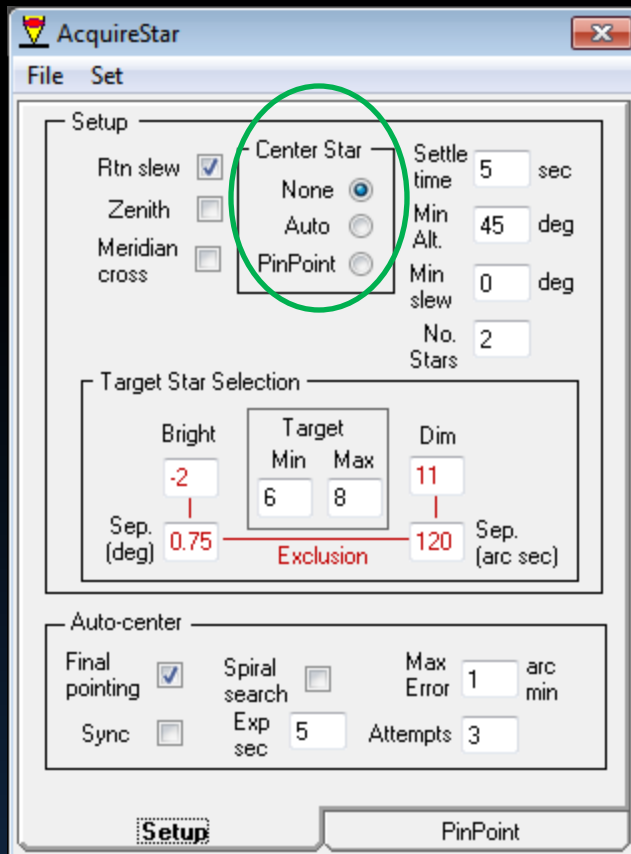 AcquireStar
File Set
Setup
Rtn slew
Zenith
Meridian
cross
Center Star
None
Auto
PinPoint
Settle
time 5 sec
Min
Alt. 45 deg
Min
slew 0 deg
No.
Stars 2
Target Star Selection
Bright
-2
Target
Min Max
6 8
Dim
11
Sep.
(deg) 0.75
Exclusion
120 Sep.
(arc sec)
Auto-center
Final
pointing
Spiral
search
Max
Error 1 arc
min
Sync
Exp
sec 5
Attempts 3
Setup PinPoint